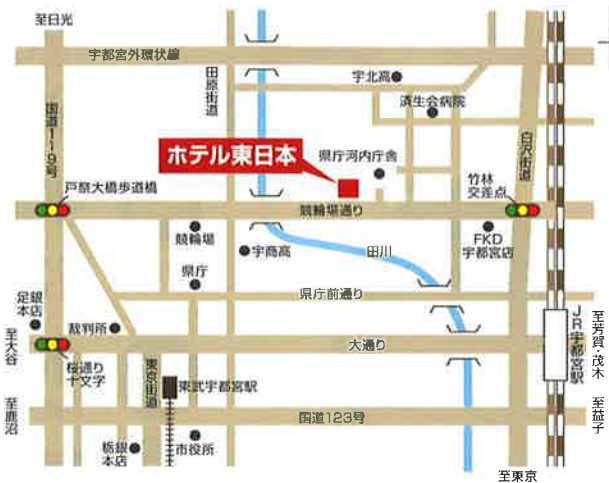 至日光
宇都宮外環状線
田原街道
宇北高
済生会病院
国道119号
白沢街道
ホテル東日本
県庁河内庁舎
竹林
交差点
戸祭大橋歩道橋
競輪場通り
競輪場
宇商高
田川
FKD
宇都宮店
県庁
県庁前通り
足銀
本店
裁判所
至大谷
大通り
JR宇都宮駅
至芳賀・茂木
桜通り
十文字
東京街道
東武宇都宮駅
至鹿沼
国道123号
至益子
栃銀
本店
市役所
至東京